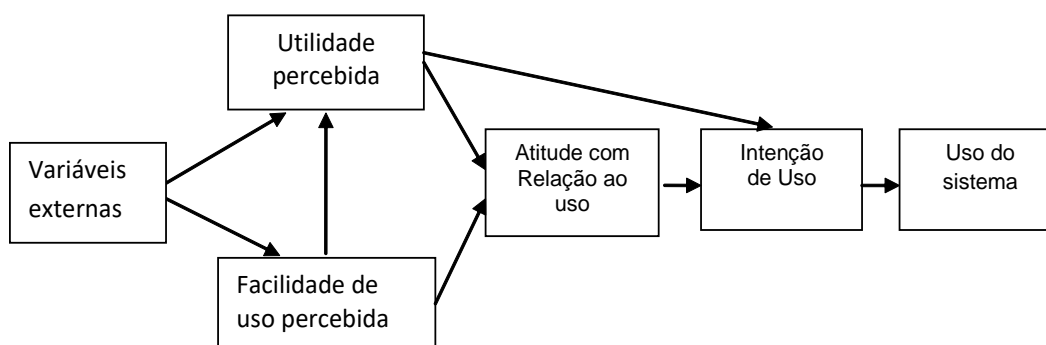 Utilidade
percebida
Variáveis
externas
Atitude com
Relação ao
uso
Intenção
de Uso
Uso do
sistema
Facilidade de
uso percebida